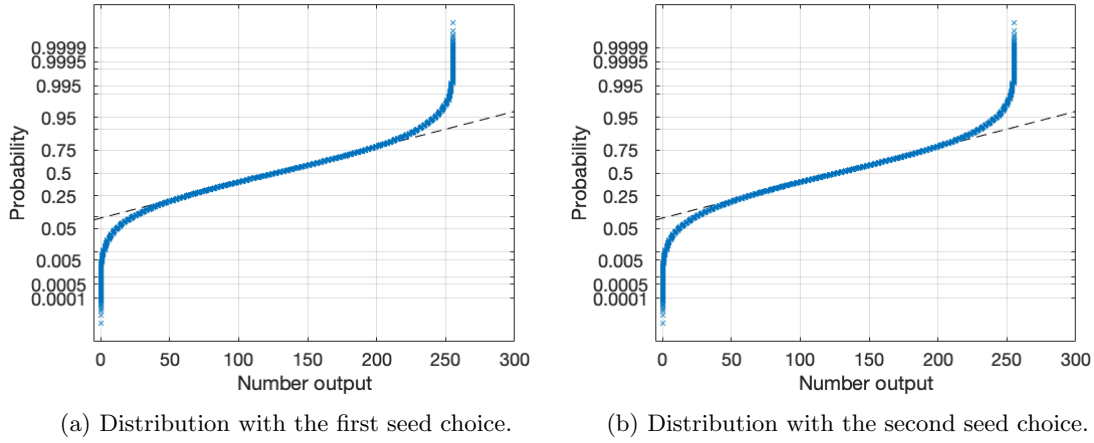 0.9999
0.9995
0.995
0.95
0.75
0.5
0.25
0.05
0.005
0.0005
0.0001
Probability
0 50 100 150 200 250 300
Number output
(a) Distribution with the first seed choice.
0.9999
0.9995
0.995
0.95
0.75
0.5
0.25
0.05
0.005
0.0005
0.0001
Probability
0 50 100 150 200 250 300
Number output
(b) Distribution with the second seed choice.